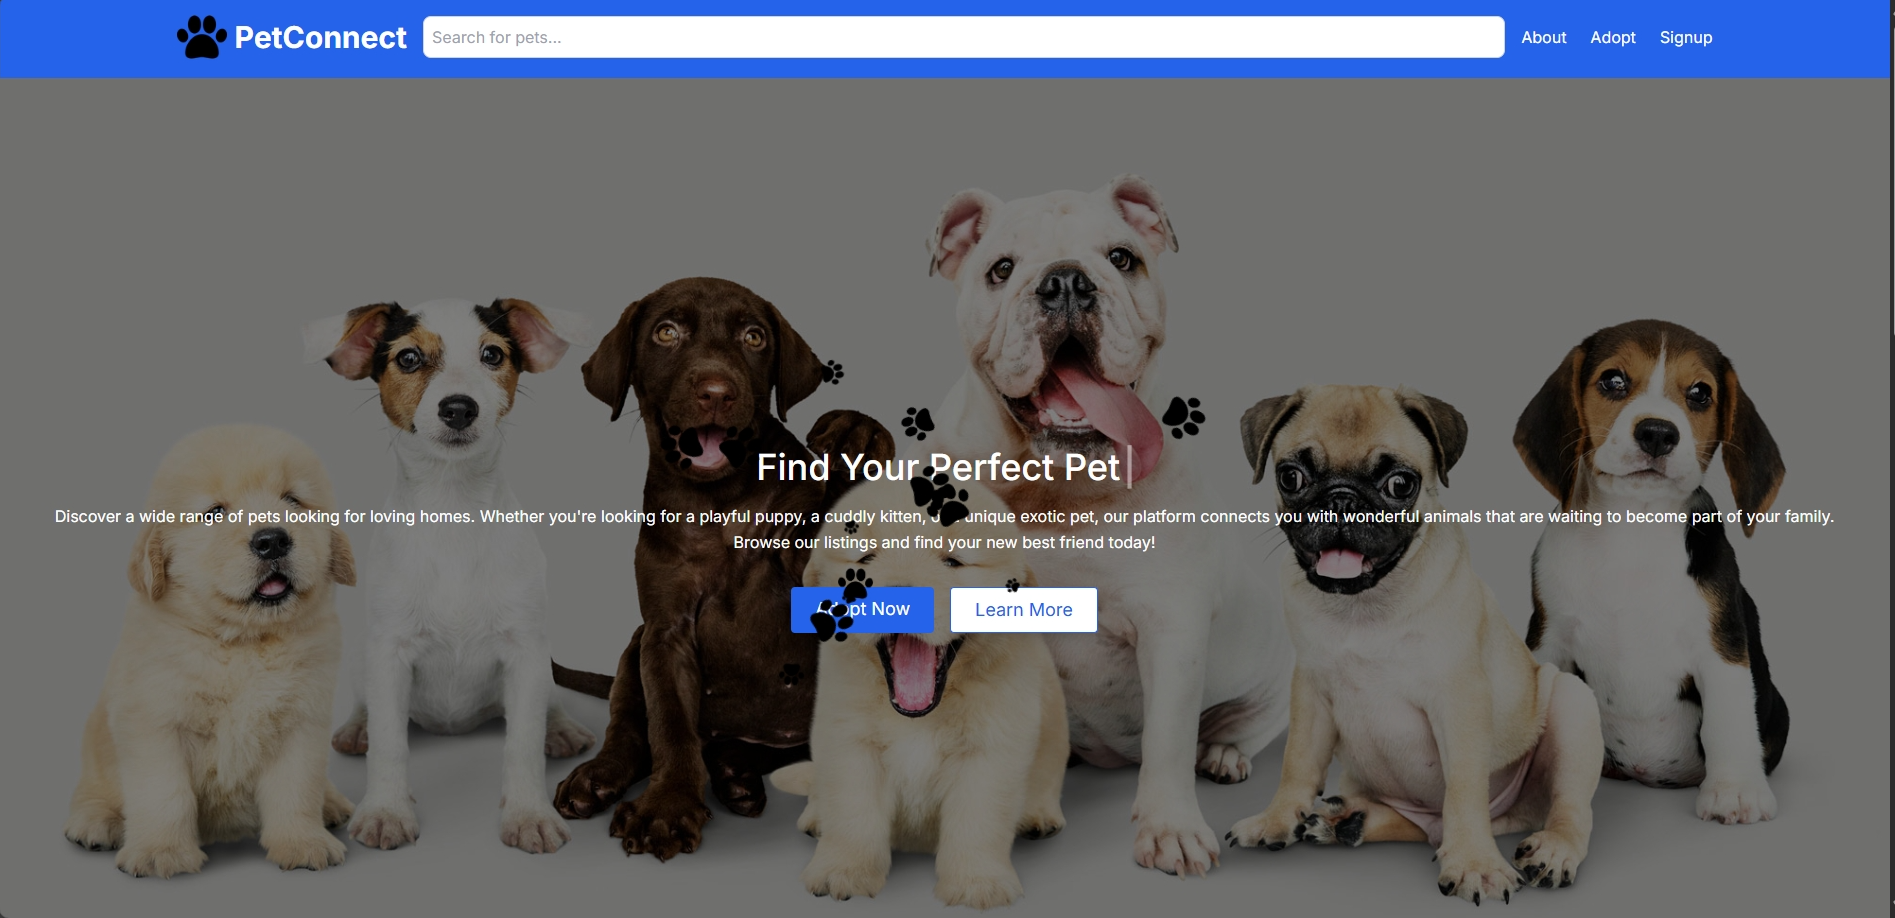 PetConnect
Search for pets...
About
Adopt
Signup
Find Your Perfect Pet
Discover a wide range of pets looking for loving homes. Whether you're looking for a playful puppy, a cuddly kitten, unique exotic pet, our platform connects you with wonderful animals that are waiting to become part of your family.
Browse our listings and find your new best friend today!
Adopt Now
Learn More